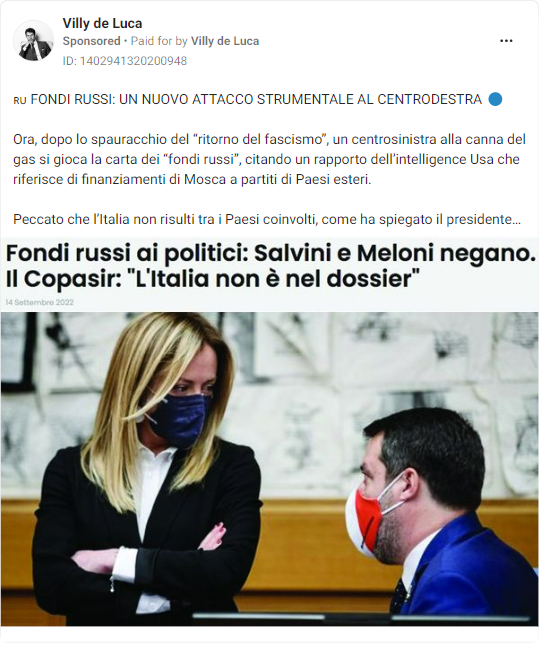 Villy de Luca
Sponsored • Paid for by Villy de Luca
ID: 1402941320200948
RU FONDI RUSSI: UN NUOVO ATTACCO STRUMENTALE AL CENTRODESTRA
Ora, dopo lo spauracchio del “ritorno del fascismo”, un centrosinistra alla canna del
gas si gioca la carta dei “fondi russi”, citando un rapporto dell’intelligence Usa che
riferisce di finanziamenti di Mosca a partiti di Paesi esteri.
Peccato che l’Italia non risulti tra i Paesi coinvolti, come ha spiegato il presidente...
Fondi russi ai politici: Salvini e Meloni negano.
Il Copasir: "L'Italia non è nel dossier"
14 Settembre 2022